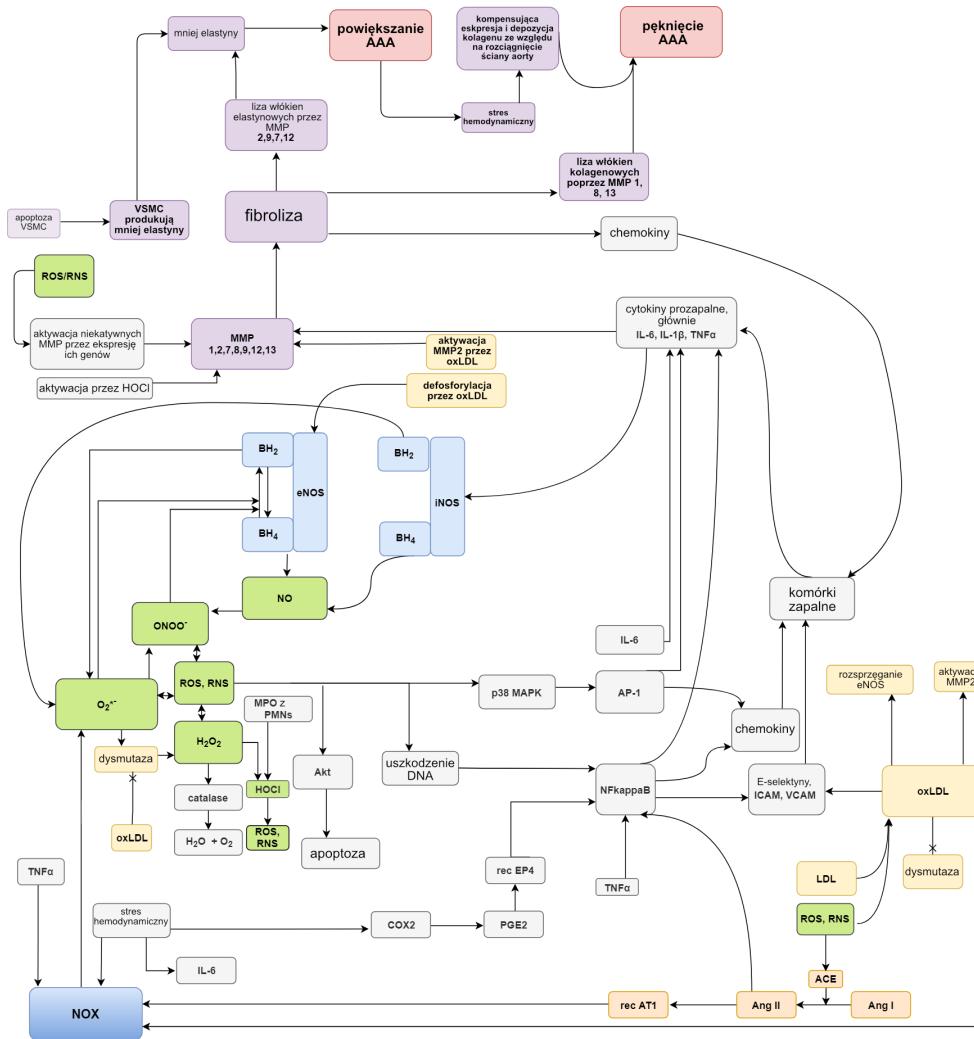 mniej elastyny
powiększanie
AAA
kompensująca
eskpresja i depozycja
kolagenu ze względu
na rozciągnięcie
ściany aorty
pęknięcie
AAA
liza włókien
elastynowych przez
MMP
2,9,7,12
stres
hemodynamiczny
liza włókien
kolagenowych
poprzez MMP 1,
8, 13
apoptoza
VSMC
VSMC
produkują
mniej elastyny
fibroliza
chemokiny
ROS/RNS
aktywacja niekatywnych
MMP przez ekspresję
ich genów
MMP
1,2,7,8,9,12,13
cytokiny prozapalne,
głównie
IL-6, IL-1β, TNFα
aktywacja
MMP2 przez
oxLDL
aktywacja przez HOCl
defosforylacja
przez oxLDL
BH2
eNOS
BH4
BH2
iNOS
BH4
NO
komórki
zapalne
ONOO-
IL-6
ROS, RNS
p38 MAPK
AP-1
rozsprzęganie
eNOS
MMP2
O2*-
MPO z
PMNs
chemokiny
H2O2
dysmutaza
Akt
uszkodzenie
DNA
NFkappaB
E-selektyny,
ICAM, VCAM
oxLDL
catalase
HOCl
oxLDL
H2O + O2
ROS,
RNS
apoptoza
TNFα
rec EP4
TNFα
LDL
dysmutaza
stres
hemodynamiczny
COX2
PGE2
ROS, RNS
IL-6
ACE
NOX
rec AT1
Ang II
Ang I